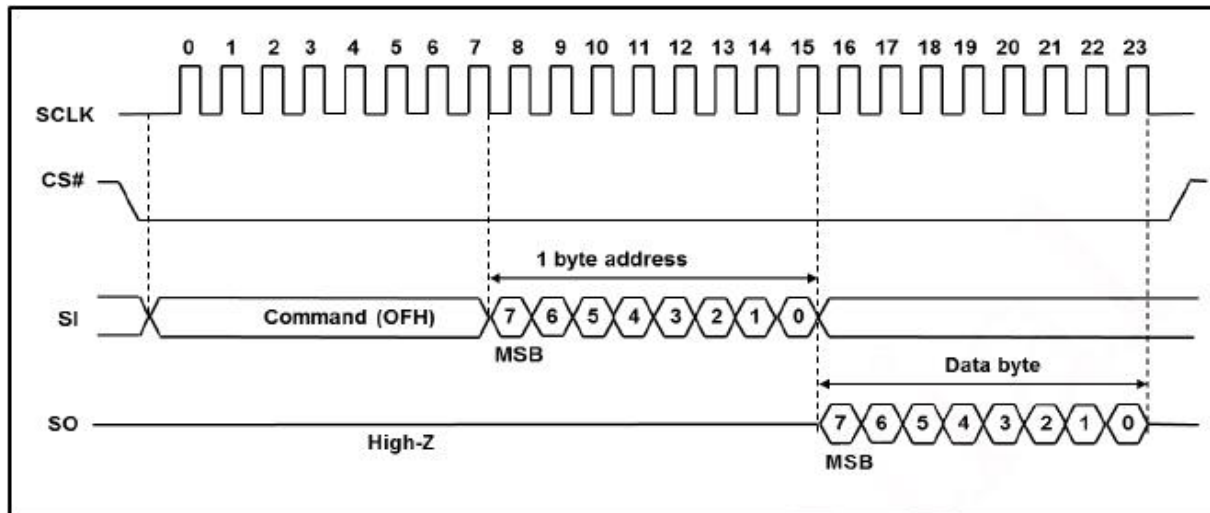 0 1 2 3 4 5 6 7 8 9 10 11 12 13 14 15 16 17 18 19 20 21 22 23
SCLK
CS#
1 byte address
SI Command (OFH) 7 6 5 4 3 2 1 0
MSB
Data byte
SO 7 6 5 4 3 2 1 0
High-Z
MSB